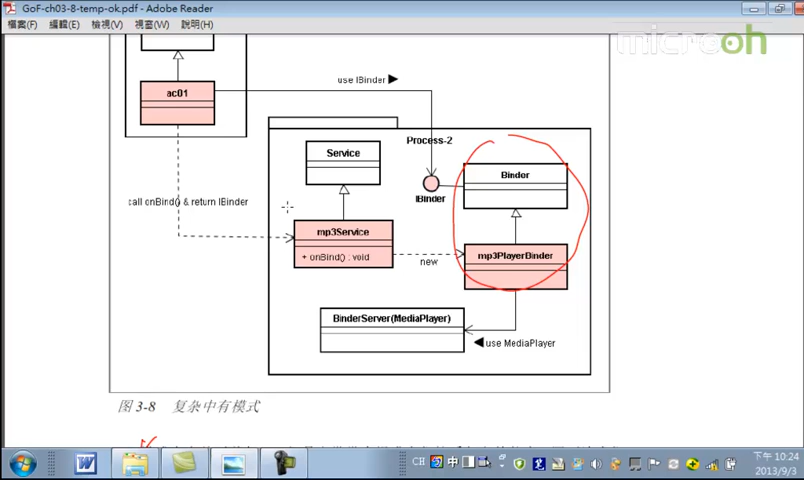 GoF-ch03-8-temp-ok.pdf - Adobe Reader
檔案(F) 編輯(E) 檢視(V) 視窗(W) 說明(H)
microoh
use IBinder
ac01
Process-2
Service
Bindor
IBinder
call onBind() & return IBinder
mp3Service
+ onBind() : void
new
mp3PlayerBinder
BinderServer(MediaPlayer)
use MediaPlayer
图 3-8 复杂中有模式
CH 中
下午 10:24
2013/9/3